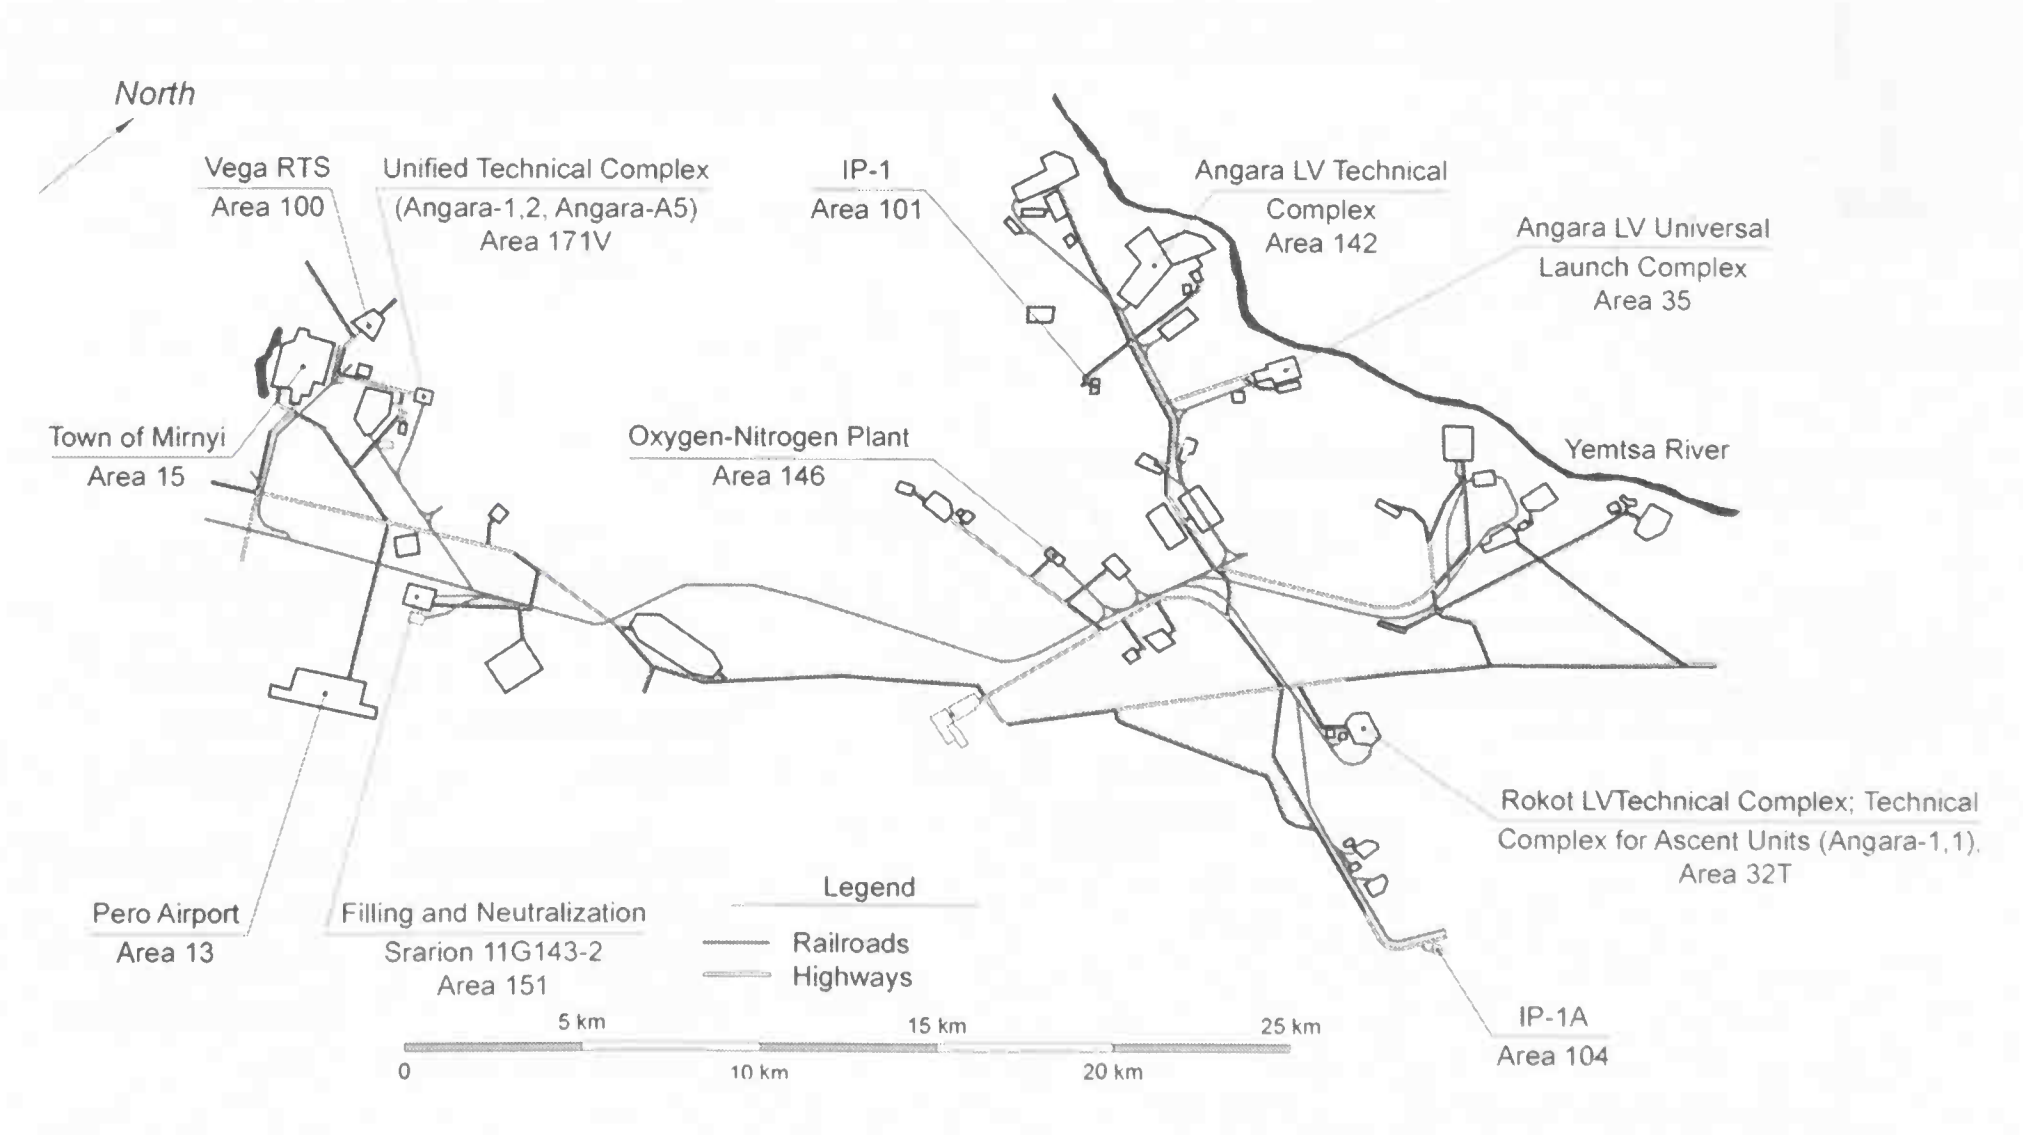 North
Vega RTS
Area 100
Unified Technical Complex
(Angara-1,2, Angara-A5)
Area 171V
IP-1
Area 101
Angara LV Technical
Complex
Area 142
Angara LV Universal
Launch Complex
Area 35
Town of Mirnyi
Area 15
Oxygen-Nitrogen Plant
Area 146
Yemtsa River
Rokot LVTechnical Complex; Technical
Complex for Ascent Units (Angara-1,1).
Area 32T
Pero Airport
Area 13
Filling and Neutralization
Srarion 11G143-2
Area 151
Legend
Railroads
Highways
5 km
15 km
25 km
0
10 km
20 km
IP-1A
Area 104